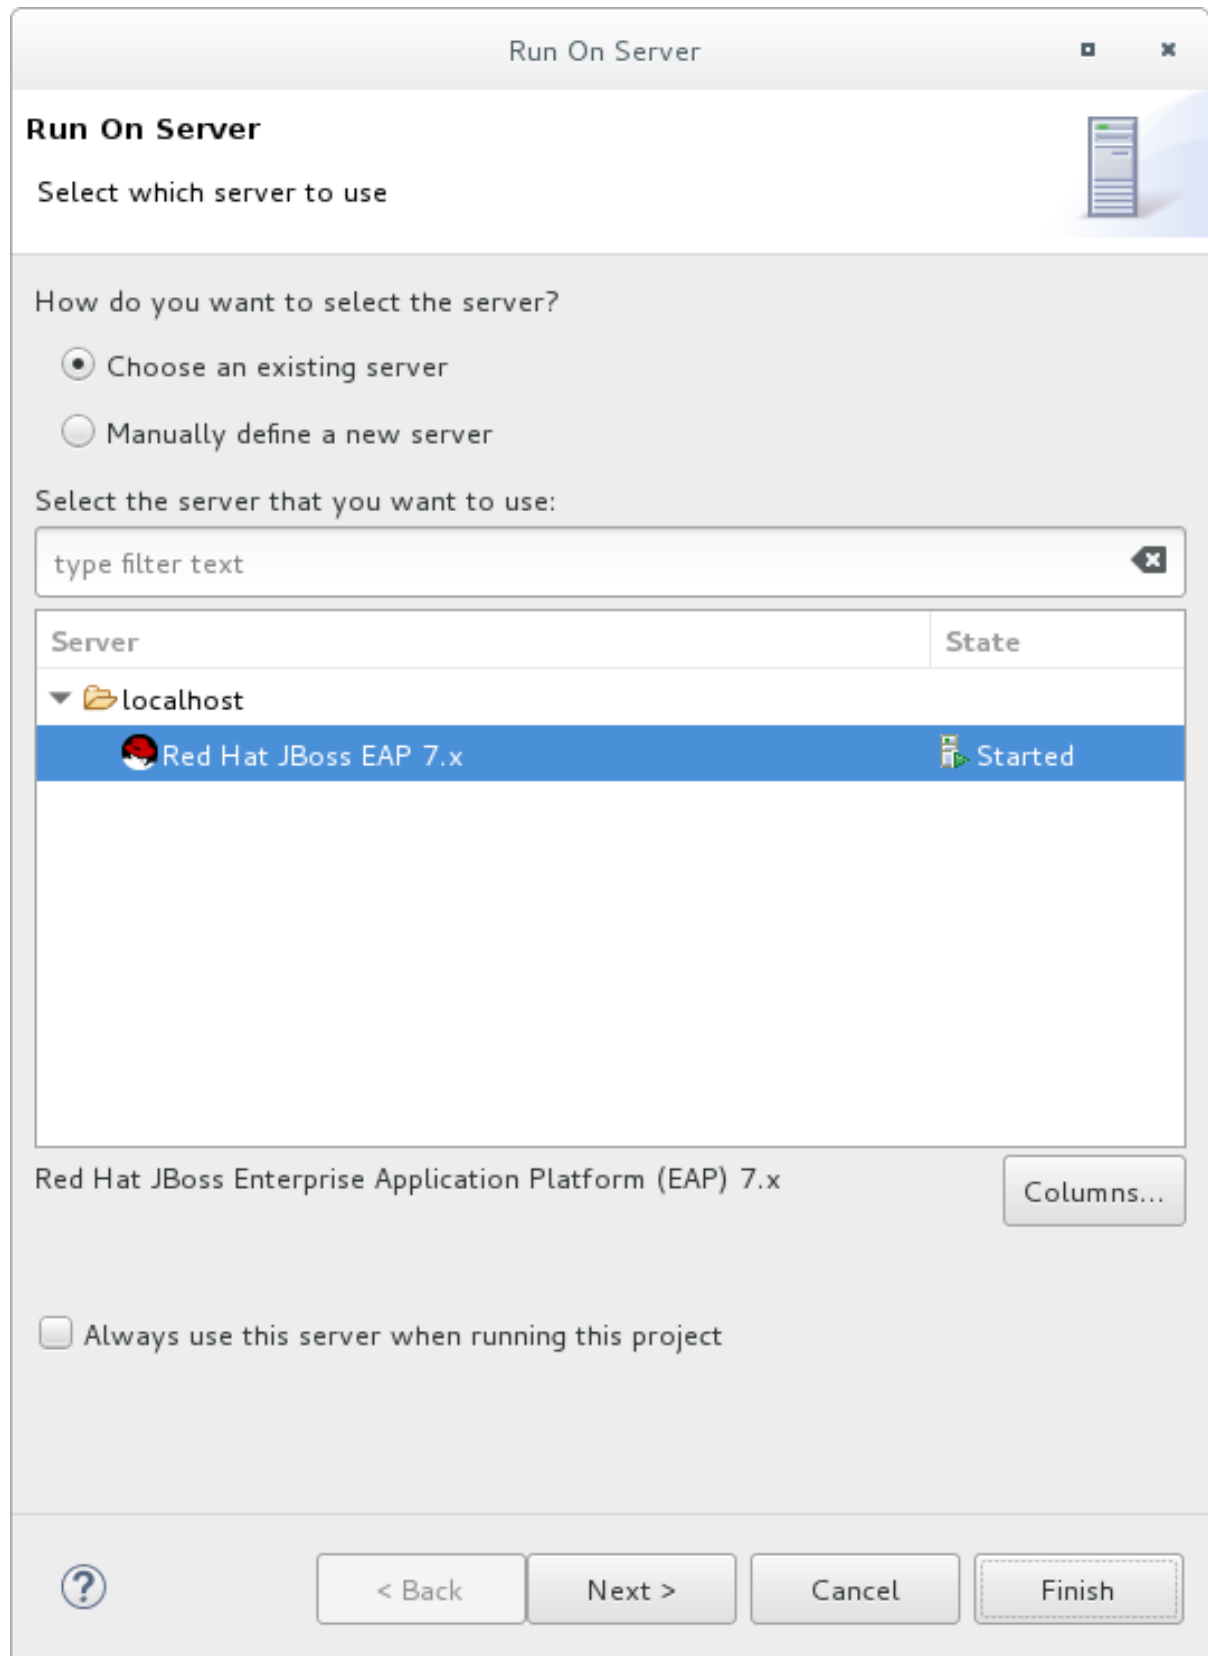 Run On Server
Run On Server
Select which server to use
How do you want to select the server?
Choose an existing server
Manually define a new server
Select the server that you want to use:
type filter text
Server State
localhost
Red Hat JBoss EAP 7.x Started
Red Hat JBoss Enterprise Application Platform (EAP) 7.x
Columns...
Always use this server when running this project
? < Back Next > Cancel Finish